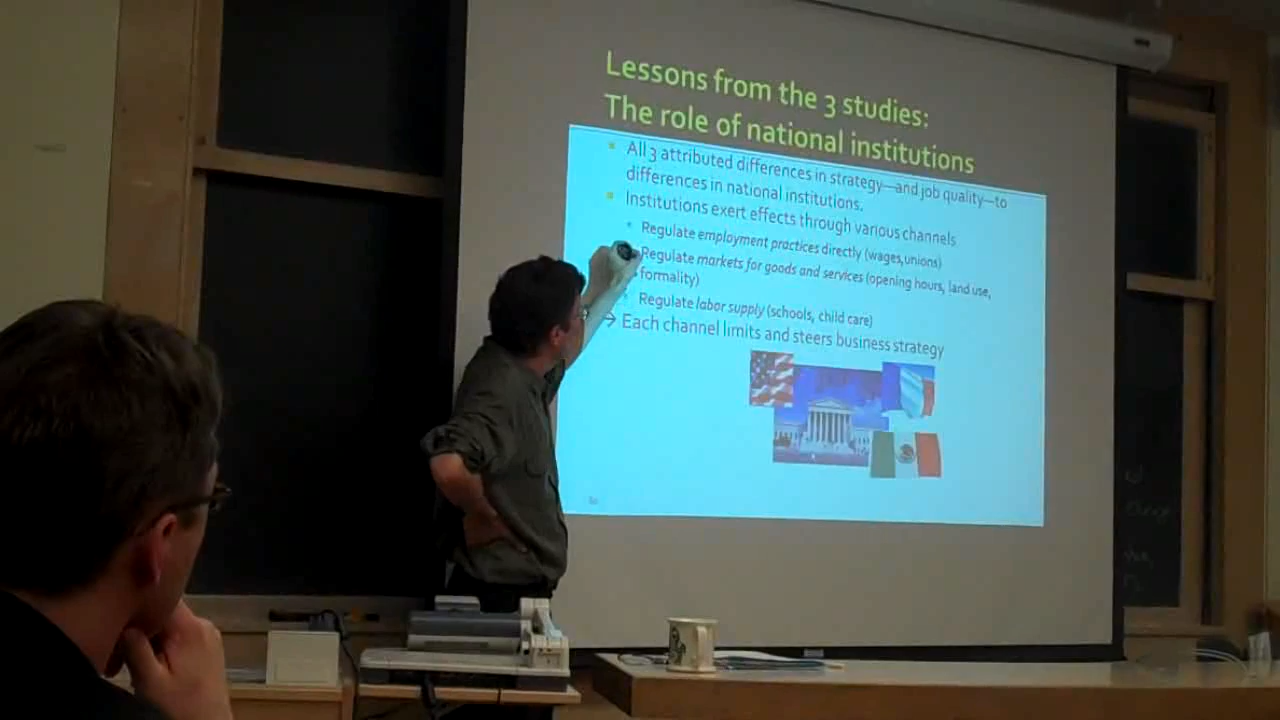 Lessons from the 3 studies:
The role of national institutions
All 3 attributed differences in strategy—and job quality—to
differences in national institutions.
Institutions exert effects through various channels
Regulate employment practices directly (wages,unions)
Regulate markets for goods and services (opening hours, land use,
formality)
Regulate labor supply (schools, child care)
→ Each channel limits and steers business strategy